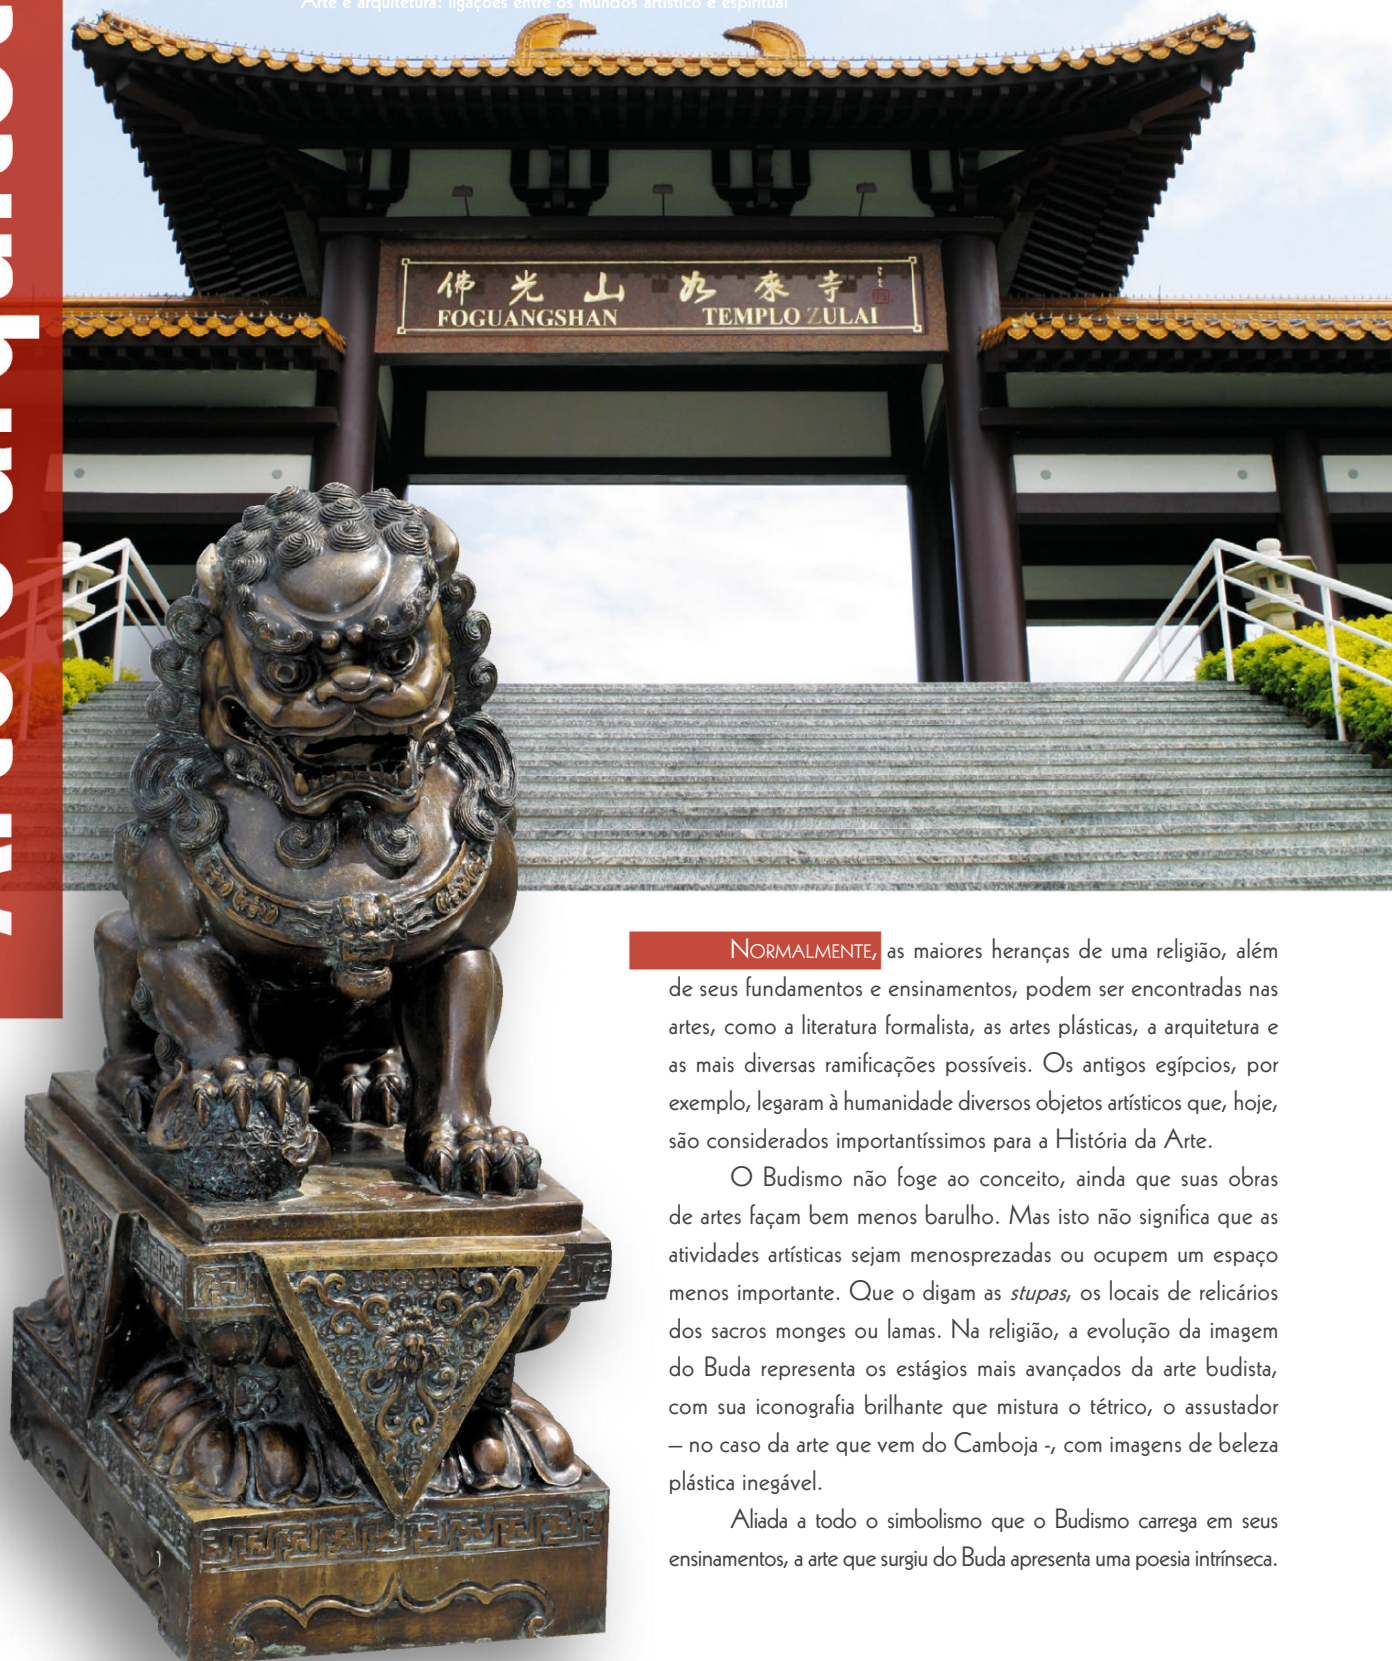 Arte e arquitetura: ligações entre os mundos artístico e espiritual
佛光山 如來寺
FOGUANGSHAN TEMPLO ZULAI
NORMALMENTE, as maiores heranças de uma religião, além
de seus fundamentos e ensinamentos, podem ser encontradas nas
artes, como a literatura formalista, as artes plásticas, a arquitetura e
as mais diversas ramificações possíveis. Os antigos egípcios, por
exemplo, legaram à humanidade diversos objetos artísticos que, hoje,
são considerados importantíssimos para a História da Arte.
O Budismo não foge ao conceito, ainda que suas obras
de artes façam bem menos barulho. Mas isto não significa que as
atividades artísticas sejam menosprezadas ou ocupem um espaço
menos importante. Que o digam as stupas, os locais de relicários
dos sacros monges ou lamas. Na religião, a evolução da imagem
do Buda representa os estágios mais avançados da arte budista,
com sua iconografia brilhante que mistura o tétrico, o assustador
– no caso da arte que vem do Camboja -, com imagens de beleza
plástica inegável.
Aliada a todo o simbolismo que o Budismo carrega em seus
ensinamentos, a arte que surgiu do Buda apresenta uma poesia intrínseca.